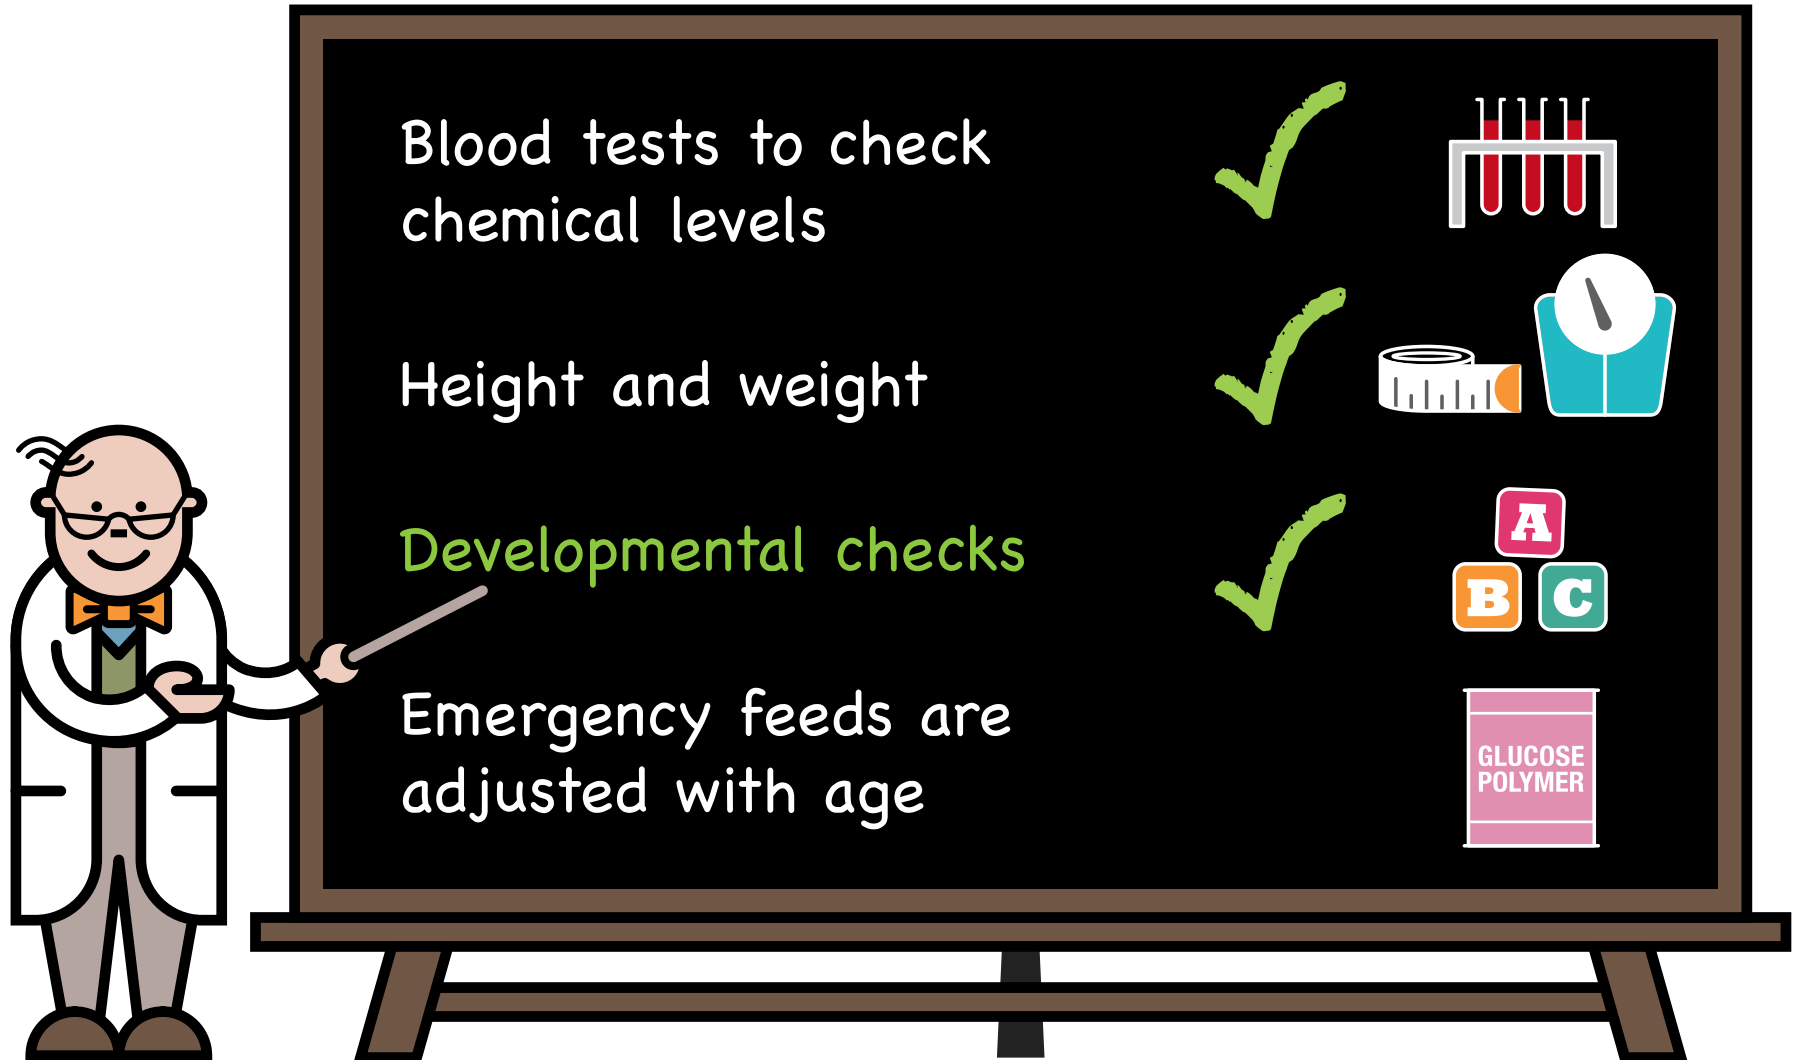 Blood tests to check
chemical levels
Height and weight
Developmental checks
A
B C
Emergency feeds are
adjusted with age
GLUCOSE
POLYMER